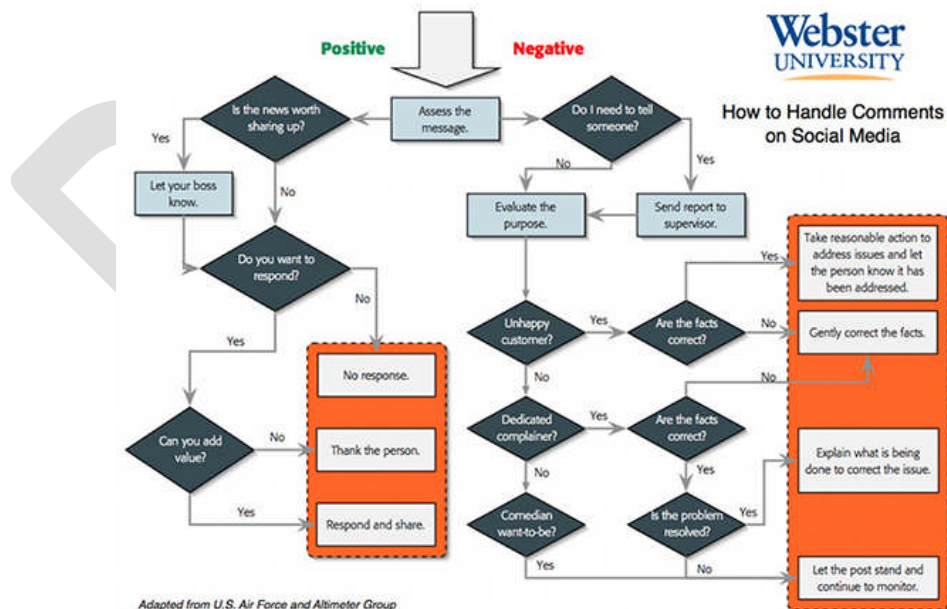 Webster
UNIVERSITY
How to Handle Comments
on Social Media
Positive
Negative
Assess the
message.
Is the news worth
sharing up?
Yes
No
Let your boss
know.
Do you want to
respond?
No
Yes
No response.
Can you add
value?
No
Thank the person.
Yes
Respond and share.
Do I need to tell
someone?
No
Yes
Evaluate the
purpose.
Send report to
supervisor.
Unhappy
customer?
Yes
Are the facts
correct?
Yes
Take reasonable action to
address issues and let
the person know it has
been addressed.
No
Gently correct the facts.
No
Dedicated
complainer?
Yes
Are the facts
correct?
No
Yes
No
Explain what is being
done to correct the issue.
Comedian
want-to-be?
Is the problem
resolved?
Yes
Yes
No
Let the post stand and
continue to monitor.
Adapted from U.S. Air Force and Altimeter Group